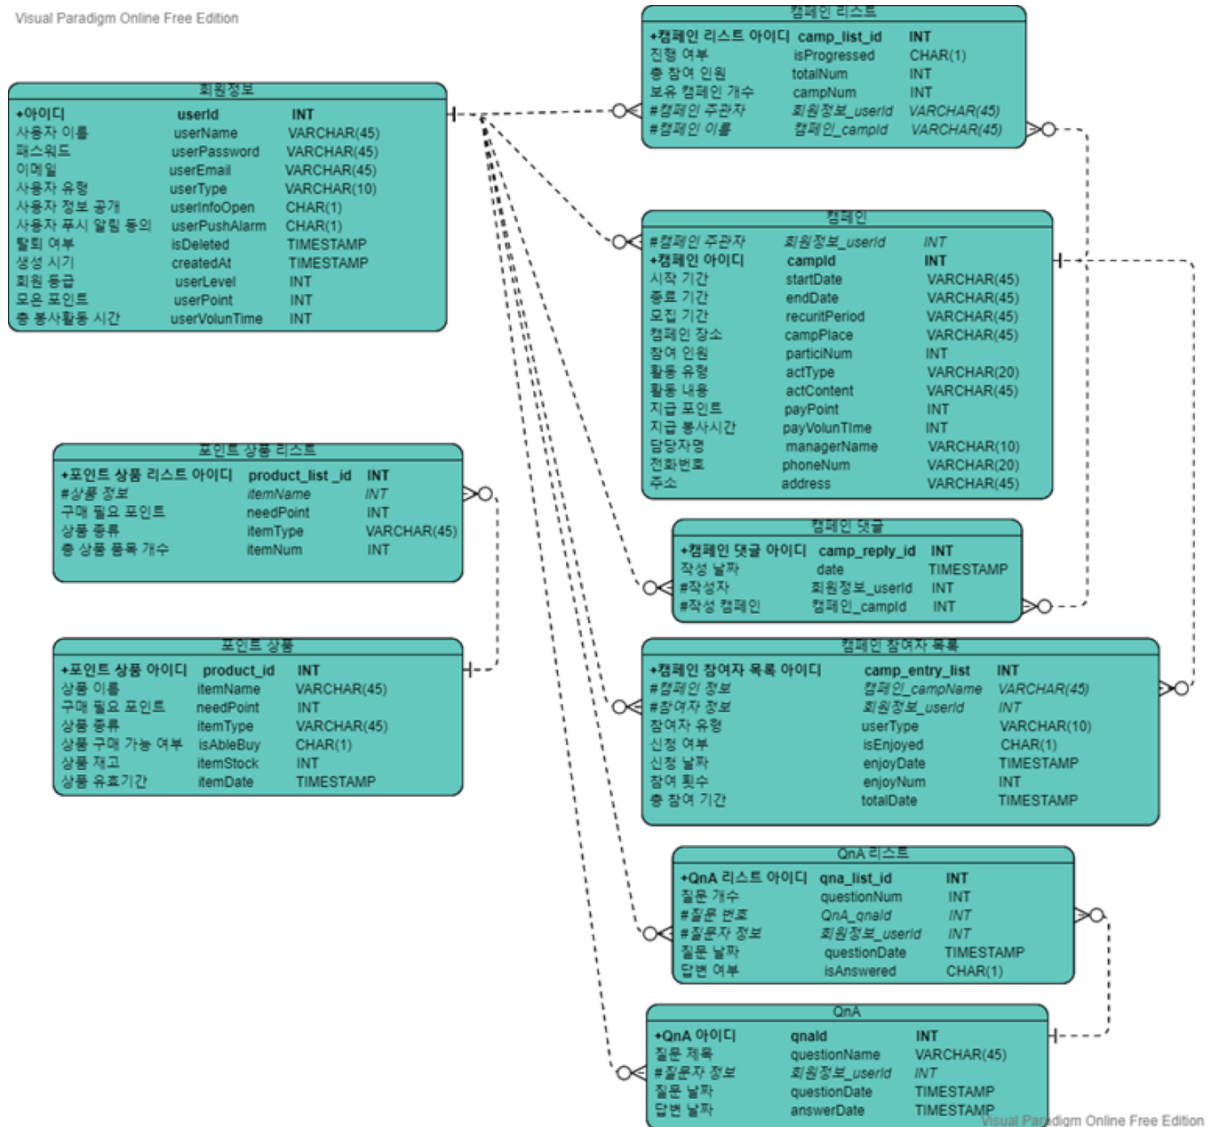 Visual Paradigm Online Free Edition
회원정보
+아이디 userId INT
사용자 이름 userName VARCHAR(45)
패스워드 userPassword VARCHAR(45)
이메일 userEmail VARCHAR(45)
사용자 유형 userType VARCHAR(10)
사용자 정보 공개 userInfoOpen CHAR(1)
사용자 푸시 알림 동의 userPushAlarm CHAR(1)
탈퇴 여부 isDeleted TIMESTAMP
생성 시기 createdAt TIMESTAMP
회원 등급 userLevel INT
모은 포인트 userPoint INT
총 봉사활동 시간 userVolunTime INT
포인트 상품 리스트
+포인트 상품 리스트 아이디 product_list _id INT
#상품 정보 itemName INT
구매 필요 포인트 needPoint INT
상품 종류 itemType VARCHAR(45)
총 상품 품목 개수 itemNum INT
포인트 상품
+포인트 상품 아이디 product_id INT
상품 이름 itemName VARCHAR(45)
구매 필요 포인트 needPoint INT
상품 종류 itemType VARCHAR(45)
상품 구매 가능 여부 isAbleBuy CHAR(1)
상품 재고 itemStock INT
상품 유효기간 itemDate TIMESTAMP
캠페인 리스트
+캠페인 리스트 아이디 camp_list_id INT
진행 여부 isProgressed CHAR(1)
총 참여 인원 totalNum INT
보유 캠페인 개수 campNum INT
#캠페인 주관자 회원정보_userId VARCHAR(45)
#캠페인 이름 캠페인_campId VARCHAR(45)
캠페인
#캠페인 주관자 회원정보_userId INT
+캠페인 아이디 campId INT
시작 기간 startDate VARCHAR(45)
종료 기간 endDate VARCHAR(45)
모집 기간 recuritPeriod VARCHAR(45)
캠페인 장소 campPlace VARCHAR(45)
참여 인원 particiNum INT
활동 유형 actType VARCHAR(20)
활동 내용 actContent VARCHAR(45)
지급 포인트 payPoint INT
지급 봉사시간 payVolunTIme INT
담당자명 managerName VARCHAR(10)
전화번호 phoneNum VARCHAR(20)
주소 address VARCHAR(45)
캠페인 댓글
+캠페인 댓글 아이디 camp_reply_id INT
작성 날짜 date TIMESTAMP
#작성자 회원정보_userId INT
#작성 캠페인 캠페인_campId INT
캠페인 참여자 목록
+캠페인 참여자 목록 아이디 camp_entry_list INT
#캠페인 정보 캠페인_campName VARCHAR(45)
#참여자 정보 회원정보_userId INT
참여자 유형 userType VARCHAR(10)
신청 여부 isEnjoyed CHAR(1)
신청 날짜 enjoyDate TIMESTAMP
참여 횟수 enjoyNum INT
총 참여 기간 totalDate TIMESTAMP
QnA 리스트
+QnA 리스트 아이디 qna_list_id INT
질문 개수 questionNum INT
#질문 번호 QnA_qnaId INT
#질문자 정보 회원정보_userId INT
질문 날짜 questionDate TIMESTAMP
답변 여부 isAnswered CHAR(1)
QnA
+QnA 아이디 qnaId INT
질문 제목 questionName VARCHAR(45)
#질문자 정보 회원정보_userId INT
질문 날짜 questionDate TIMESTAMP
답변 날짜 answerDate TIMESTAMP
Visual Paradigm Online Free Edition